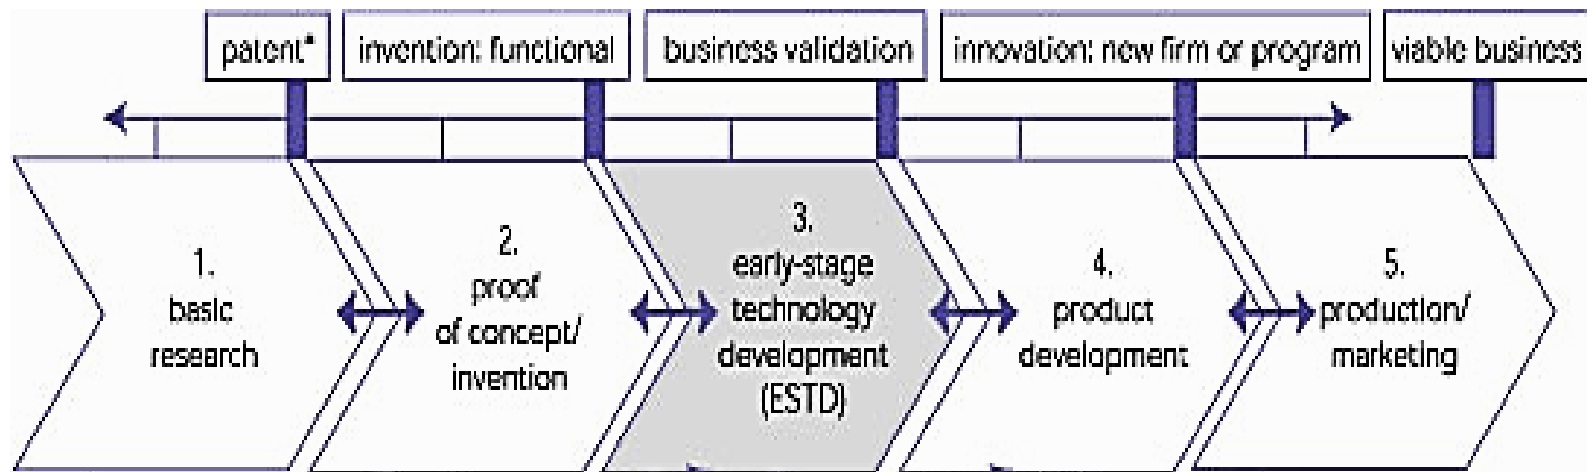 patent*
invention: functional
business validation
innovation: new firm or program
viable business
1.
basic
research
2.
proof
of concept/
invention
3.
early-stage
technology
development
(ESTD)
4.
product
development
5.
production/
marketing